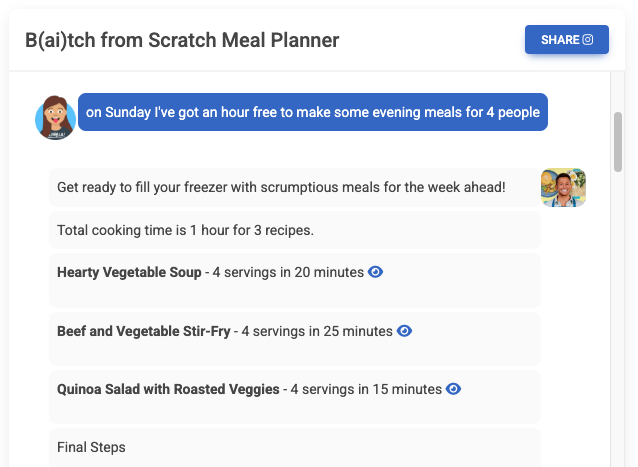 B(ai)tch from Scratch Meal Planner
SHARE
on Sunday I've got an hour free to make some evening meals for 4 people
Get ready to fill your freezer with scrumptious meals for the week ahead!
Total cooking time is 1 hour for 3 recipes.
Hearty Vegetable Soup - 4 servings in 20 minutes
Beef and Vegetable Stir-Fry - 4 servings in 25 minutes
Quinoa Salad with Roasted Veggies - 4 servings in 15 minutes
Final Steps